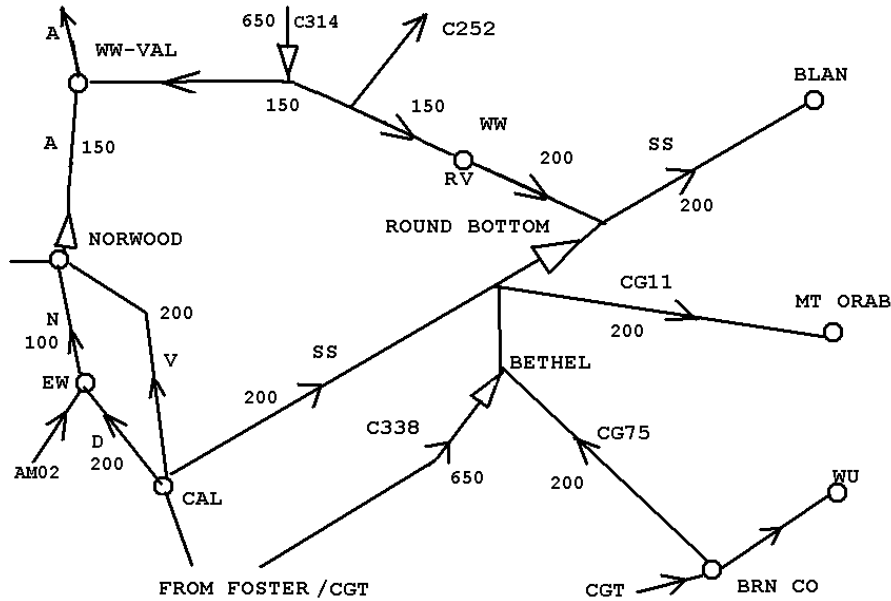 A
650
C314
C252
WW-VAL
BLAN
150
150
WW
A
150
SS
200
RV
200
ROUND BOTTOM
NORWOOD
CG11
MT ORAB
200
N
100
200
SS
V
BETHEL
EW
200
C338
CG75
D
200
AM02
650
200
WU
CAL
FROM FOSTER/CGT
CGT
BRN CO